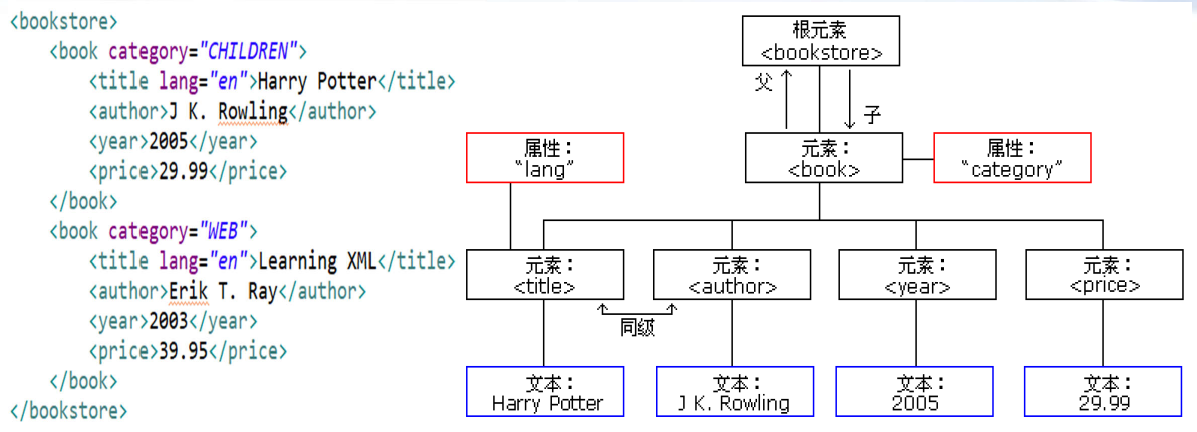 <bookstore>
<book category="CHILDREN">
<title lang="en">Harry Potter</title>
<author>J K. Rowling</author>
<year>2005</year>
<price>29.99</price>
</book>
<book category="WEB">
<title lang="en">Learning XML</title>
<author>Erik T. Ray</author>
<year>2003</year>
<price>39.95</price>
</book>
</bookstore>
根元素
<bookstore>
父
子
属性：
“lang”
元素：
<book>
属性：
“category”
元素：
<title>
元素：
<author>
元素：
<year>
元素：
<price>
同级
文本：
Harry Potter
文本：
J K. Rowling
文本：
2005
文本：
29.99